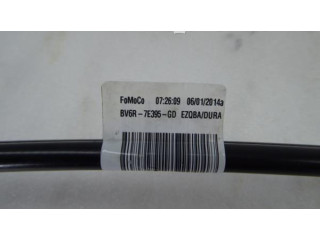 FoMoCo 07:26:09 06/01/2014a
BV6R-7E395-GD EZQBA/DURA